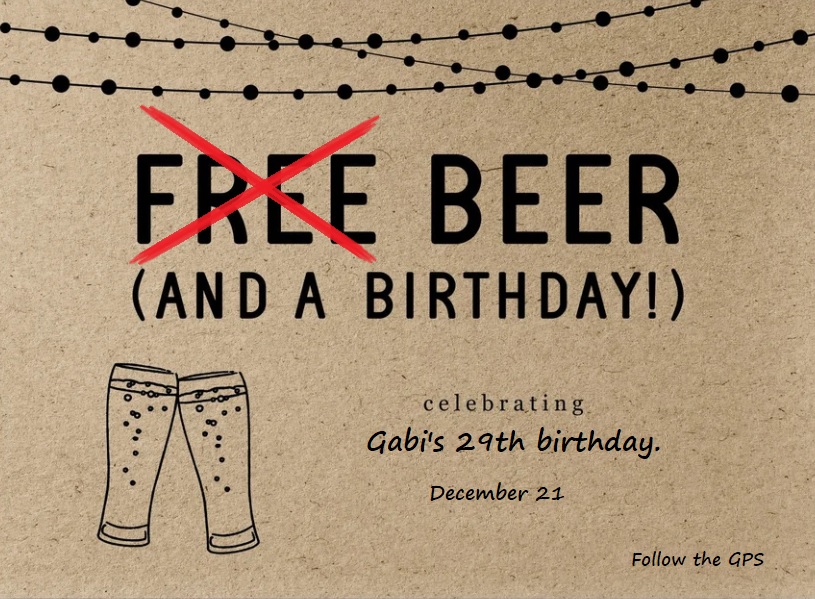 FREE BEER
(AND A BIRTHDAY!)
celebrating
Gabi's 29th birthday.
December 21
Follow the GPS